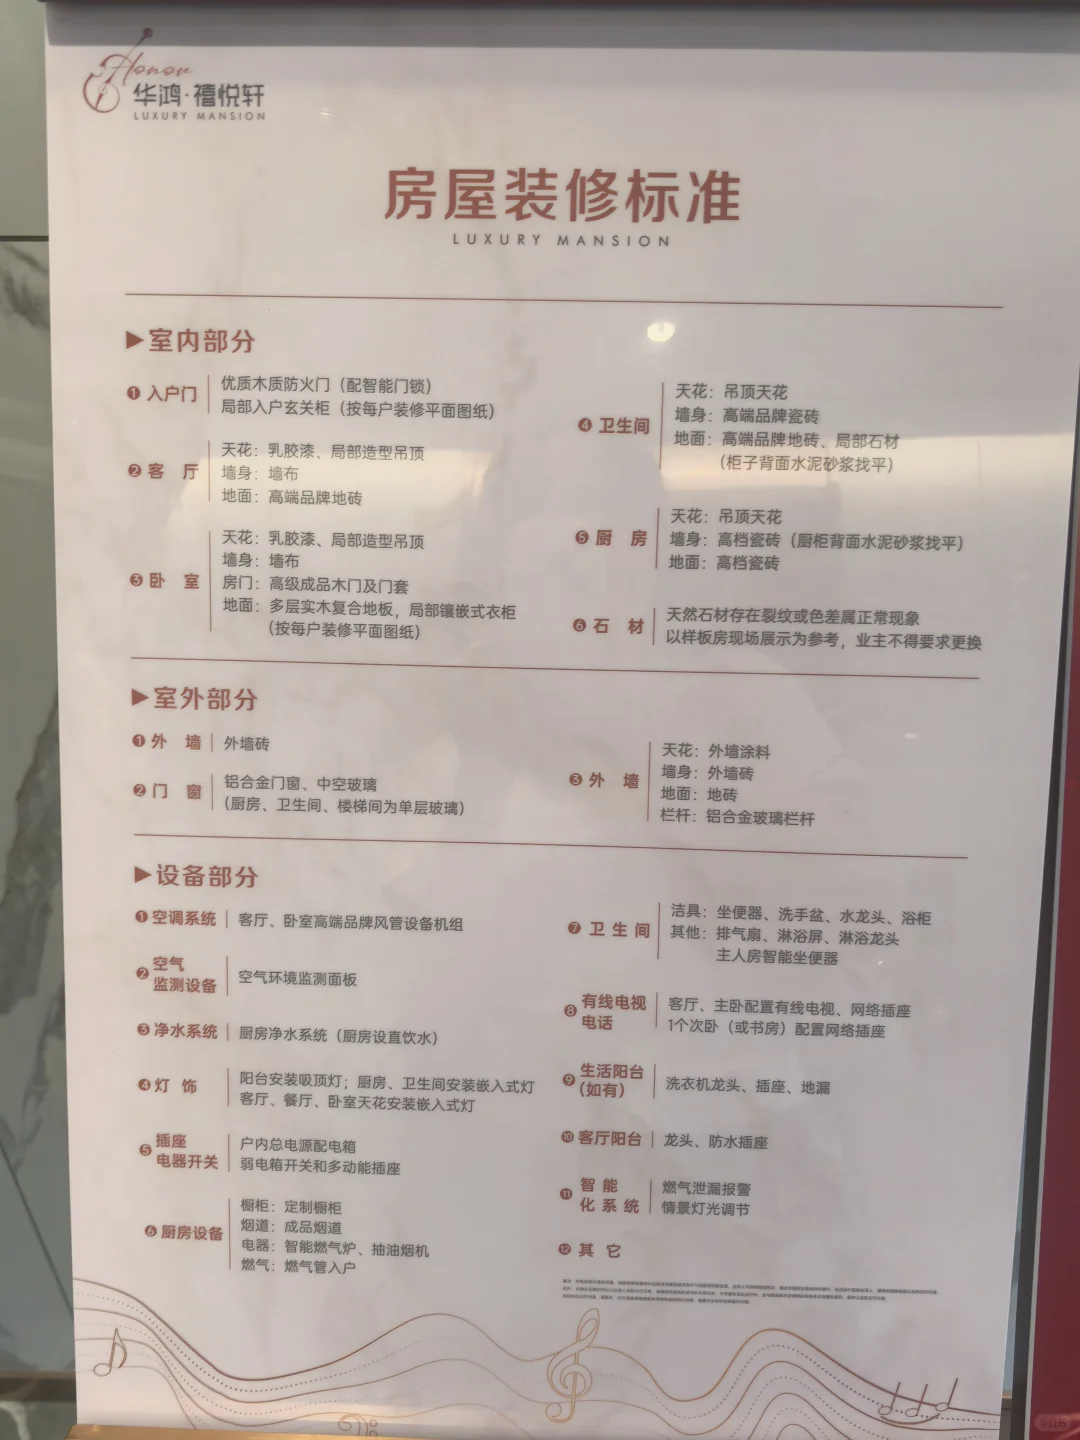 Honor
华鸿·禧悦轩
LUXURY MANSION
房屋装修标准
LUXURY MANSION
▶室内部分
❶ 入户门
优质木质防火门（配智能门锁）
局部入户玄关柜（按每户装修平面图纸）
❷ 客 厅
天花：乳胶漆、局部造型吊顶
墙身：墙布
地面：高端品牌地砖
❸ 卧 室
天花：乳胶漆、局部造型吊顶
墙身：墙布
房门：高级成品木门及门套
地面：多层实木复合地板，局部镶嵌式衣柜
（按每户装修平面图纸）
❹ 卫生间
天花：吊顶天花
墙身：高端品牌瓷砖
地面：高端品牌地砖、局部石材
（柜子背面水泥砂浆找平）
❺ 厨 房
天花：吊顶天花
墙身：高档瓷砖（厨柜背面水泥砂浆找平）
地面：高档瓷砖
❻ 石 材
天然石材存在裂纹或色差属正常现象
以样板房现场展示为参考，业主不得要求更换
▶室外部分
❶ 外 墙
外墙砖
❷ 门 窗
铝合金门窗、中空玻璃
（厨房、卫生间、楼梯间为单层玻璃）
❸ 外 墙
天花：外墙涂料
墙身：外墙砖
地面：地砖
栏杆：铝合金玻璃栏杆
▶设备部分
❶ 空调系统
客厅、卧室高端品牌风管设备机组
❷ 空气
监测设备
空气环境监测面板
❸ 净水系统
厨房净水系统（厨房设直饮水）
❹ 灯 饰
阳台安装吸顶灯；厨房、卫生间安装嵌入式灯
客厅、餐厅、卧室天花安装嵌入式灯
❺ 插座
电器开关
户内总电源配电箱
弱电箱开关和多动能插座
❻ 厨房设备
橱柜：定制橱柜
烟道：成品烟道
电器：智能燃气炉、抽油烟机
燃气：燃气管入户
❼ 卫生间
洁具：坐便器、洗手盆、水龙头、浴柜
其他：排气扇、淋浴屏、淋浴龙头
主人房智能坐便器
❽ 有线电视
电话
客厅、主卧配置有线电视、网络插座
1个次卧（或书房）配置网络插座
❾ 生活阳台
（如有）
洗衣机龙头、插座、地漏
❿ 客厅阳台
龙头、防水插座
⓫ 智 能
化 系 统
燃气泄漏报警
情景灯光调节
⓬ 其 它